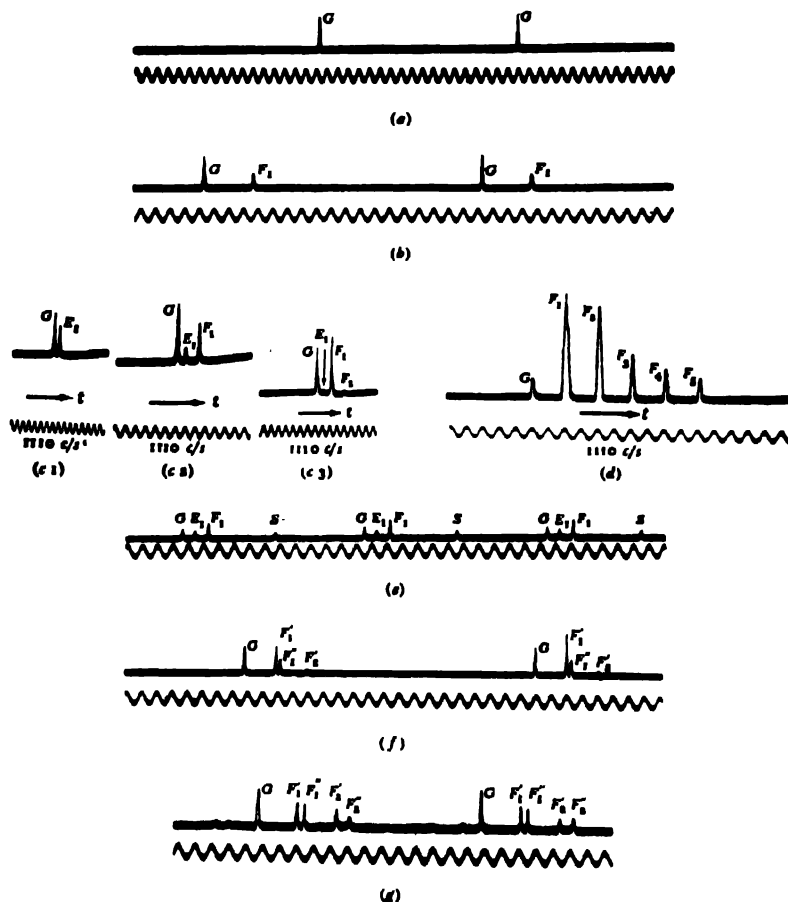 G G
(a)
G F₁ G F₁
(b)
G E₁
t
1110 c/s
(c 1)
G E₁ F₁
t
1110 c/s
(c 2)
G E₁ F₁
F₁
t
1110 c/s
(c 3)
G F₁ F₂ F₃ F₄ F₅
t
1110 c/s
(d)
G E₁ F₁ S G E₁ F₁ S G E₁ F₁ S
(e)
G F₁′ F₁″ F₂′ G F₁′ F₁″ F₂′
(f)
G F₁′ F₁″ F₂′ F₂″ G F₁′ F₁″ F₂′ F₂″
(g)